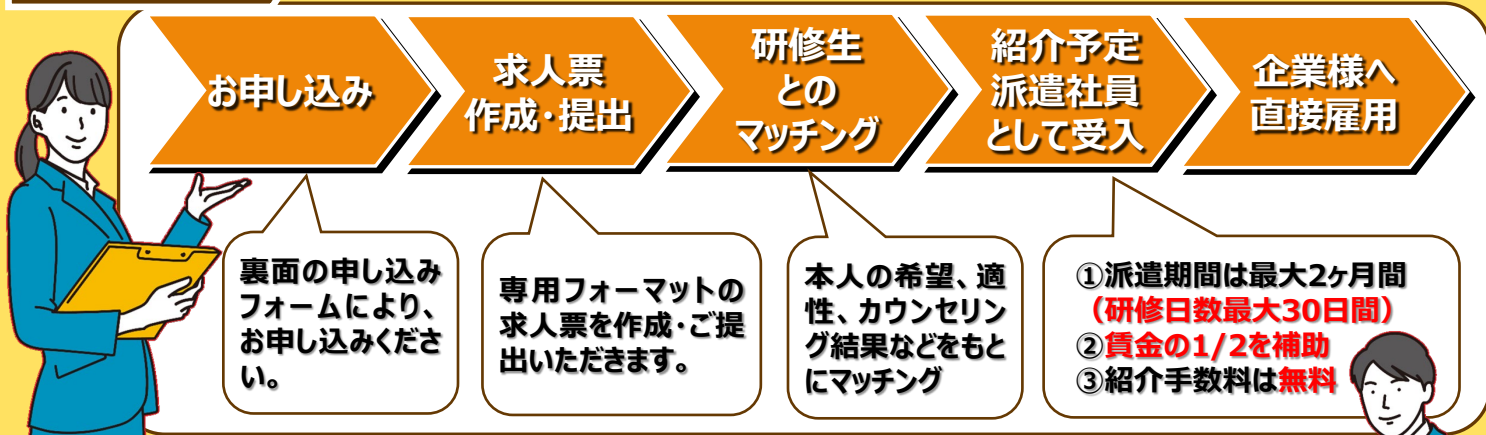 お申し込み
求人票
作成・提出
研修生
との
マッチング
紹介予定
派遣社員
として受入
企業様へ
直接雇用
裏面の申し込み
フォームにより、
お申し込みくださ
い。
専用フォーマットの
求人票を作成・ご提
出いただきます。
本人の希望、適
性、カウンセリン
グ結果などをもと
にマッチング
①派遣期間は最大2ヶ月間
（研修日数最大30日間）
②賃金の1/2を補助
③紹介手数料は無料